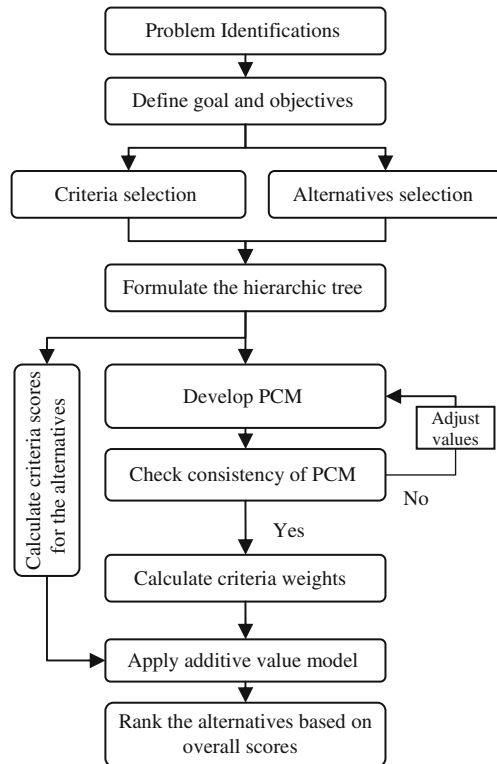 Problem Identifications
Define goal and objectives
Criteria selection
Alternatives selection
Formulate the hierarchic tree
Calculate criteria scores
for the alternatives
Develop PCM
Adjust
values
Check consistency of PCM
No
Yes
Calculate criteria weights
Apply additive value model
Rank the alternatives based on
overall scores